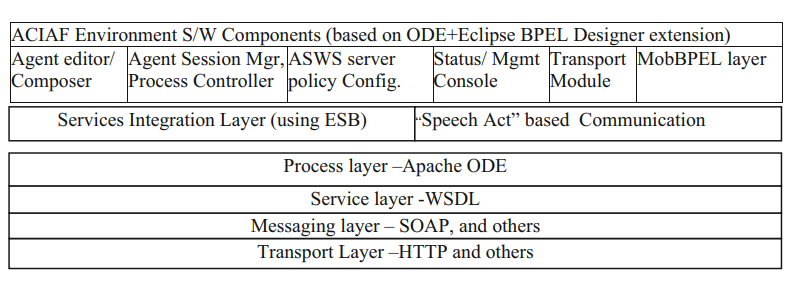 ACIAF Environment S/W Components (based on ODE+Eclipse BPEL Designer extension)
Agent editor/ Composer
Agent Session Mgr, Process Controller
ASWS server policy Config.
Status/ Mgmt Console
Transport Module
MobBPEL layer
Services Integration Layer (using ESB)
“Speech Act” based Communication
Process layer –Apache ODE
Service layer -WSDL
Messaging layer – SOAP, and others
Transport Layer –HTTP and others